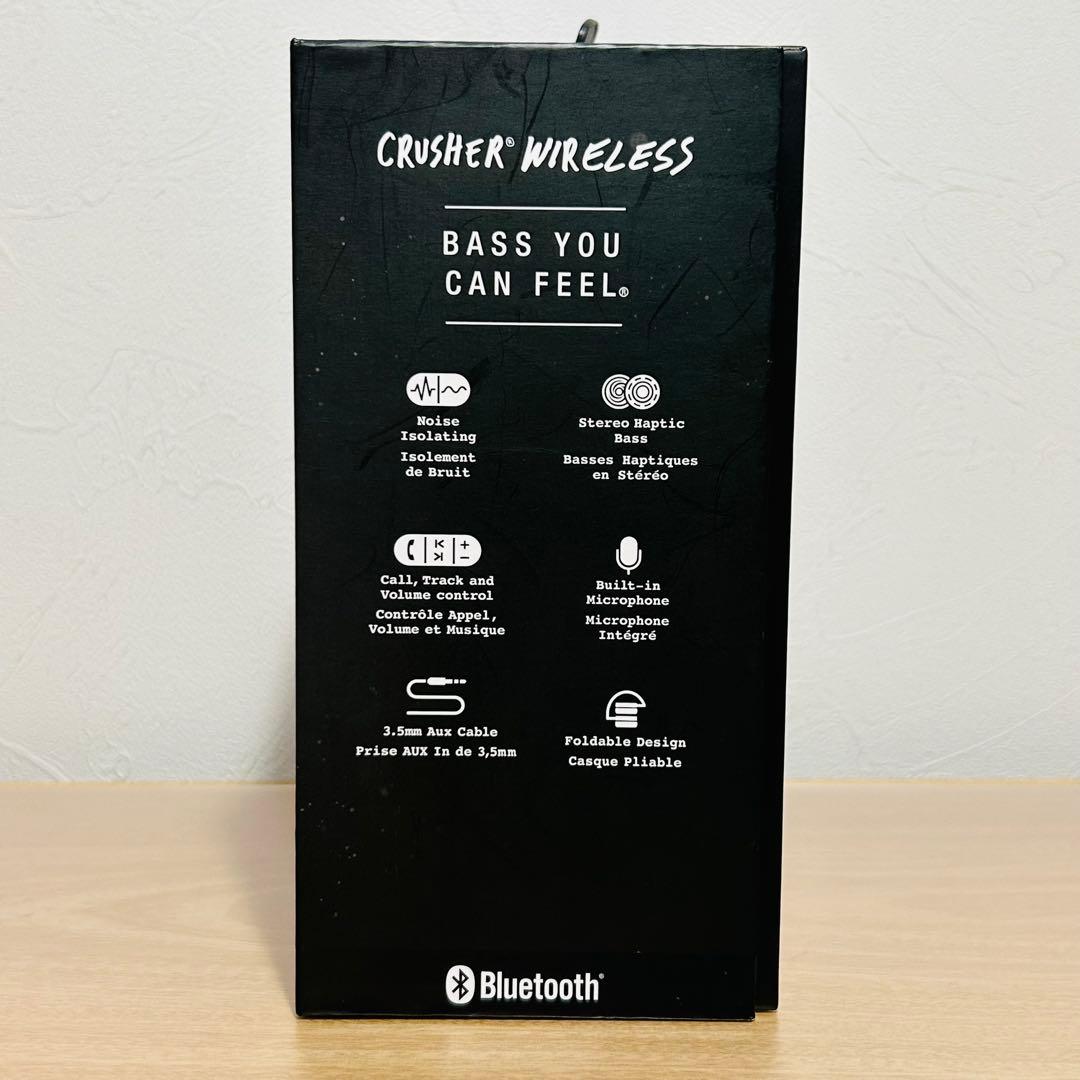 CRUSHER® WIRELESS
BASS YOU
CAN FEEL®
Noise
Isolating
Isolement
de Bruit
Stereo Haptic
Bass
Basses Haptiques
en Stéréo
Call, Track and
Volume control
Contrôle Appel,
Volume et Musique
Built-in
Microphone
Microphone
Intégré
3.5mm Aux Cable
Prise AUX In de 3,5mm
Foldable Design
Casque Pliable
Bluetooth®